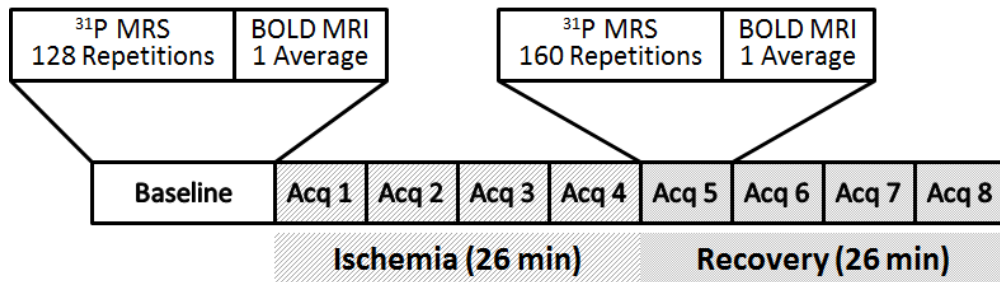 ³¹P MRS
128 Repetitions
BOLD MRI
1 Average
³¹P MRS
160 Repetitions
BOLD MRI
1 Average
Baseline
Acq 1
Acq 2
Acq 3
Acq 4
Acq 5
Acq 6
Acq 7
Acq 8
Ischemia (26 min)
Recovery (26 min)